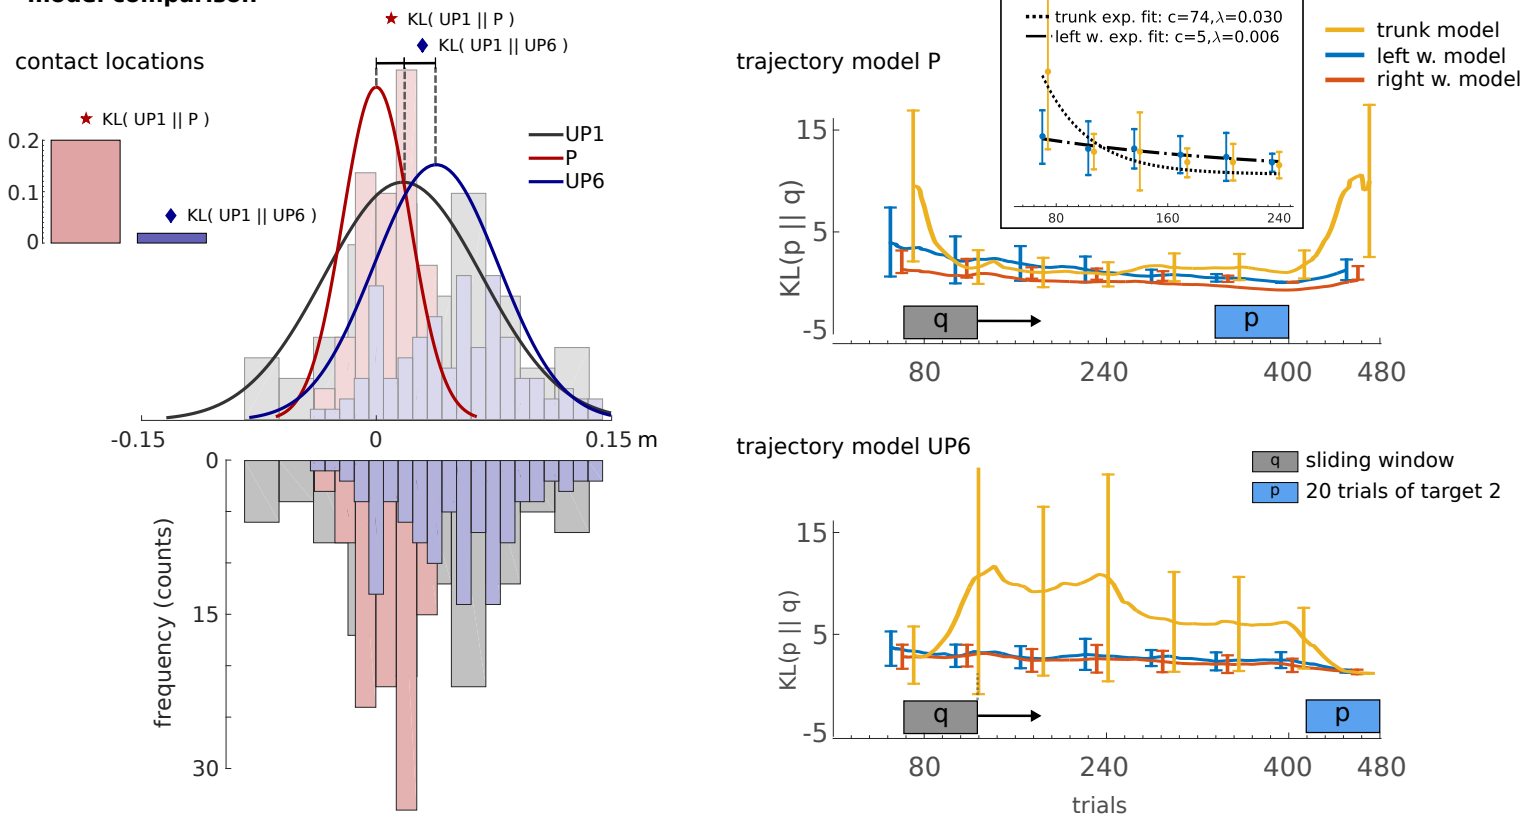 model comparison
contact locations
★ KL( UP1 || P )
♦ KL( UP1 || UP6 )
★ KL( UP1 || P )
0.2
0.1
0
♦ KL( UP1 || UP6 )
UP1
P
UP6
-0.15
0
0.15 m
0
15
30
frequency (counts)
trajectory model P
trunk exp. fit: c=74,λ=0.030
left w. exp. fit: c=5,λ=0.006
80
160
240
trunk model
left w. model
right w. model
15
5
-5
KL(p || q)
q
p
80
240
400
480
trajectory model UP6
q sliding window
p 20 trials of target 2
15
5
-5
KL(p || q)
q
p
80
240
400
480
trials